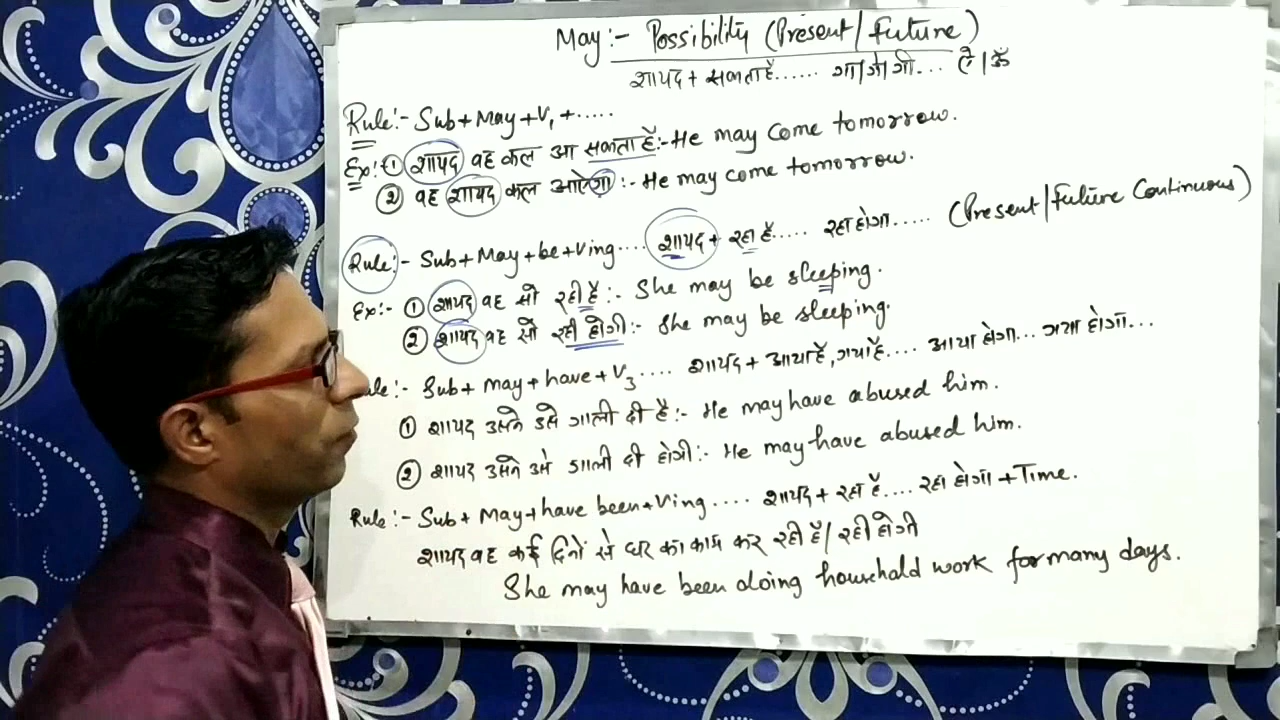 May:- Possibility (Present/Future)
शायद + सकता है...... गा/गे/गी... है/हैं
Rule:- Sub+May+V₁+.....
Ex:- ① शायद वह कल आ सकता है:- He may come tomorrow.
② वह शायद कल आऐगा:- He may come tomorrow.
Rule:- Sub+May+be+Ving.... शायद + रहा है..... रहा होगा..... (Present/Future Continuous)
Ex:- ① शायद वह सो रही है:- She may be sleeping.
② शायद वह सो रही होगी:- She may be sleeping.
ule:- Sub+may+have+V₃.... शायद + आया है, गया है.... आया होगा... गया होगा...
① शायद उसने उसे गाली दी है:- He may have abused him.
② शायद उसने उसे गाली दी होगी:- He may have abused him.
Rule:- Sub+May+have been+Ving.... शायद + रहा है.... रहा होगा +Time.
शायद वह कई दिनों से घर का काम कर रही है/रही होगी
She may have been doing household work for many days.